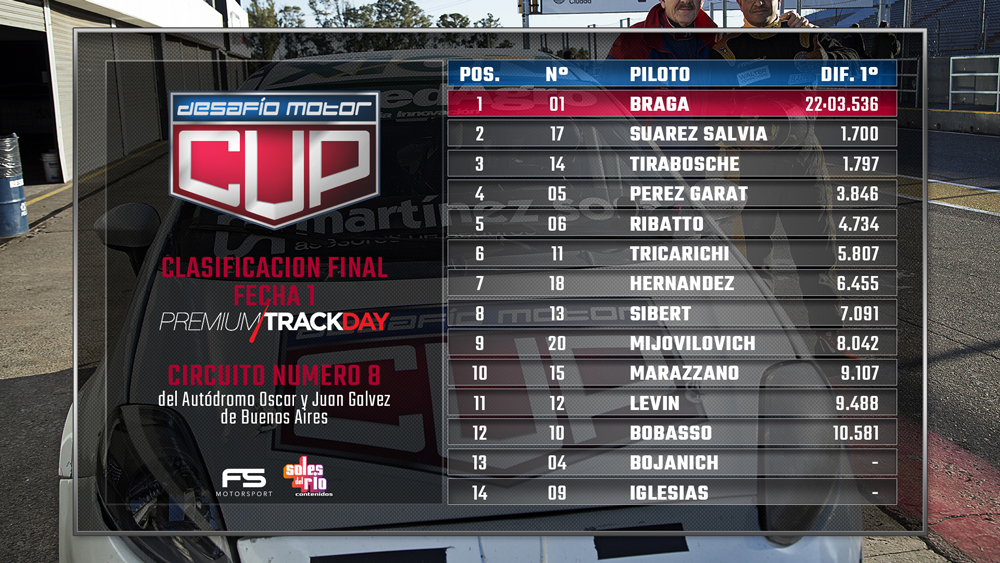 Ciudad
desafío motor
CUP
CLASIFICACION FINAL
FECHA 1
PREMIUM/TRACKDAY
CIRCUITO NUMERO 8
del Autódromo Oscar y Juan Galvez
de Buenos Aires
FS
MOTORSPORT
soles
del río
contenidos
POS. Nº PILOTO DIF. 1º
1 01 BRAGA 22·03.536
2 17 SUAREZ SALVIA 1.700
3 14 TIRABOSCHE 1.797
4 05 PEREZ GARAT 3.846
5 06 RIBATTO 4.734
6 11 TRICARICHI 5.807
7 18 HERNANDEZ 6.455
8 13 SIBERT 7.091
9 20 MIJOVILOVICH 8.042
10 15 MARAZZANO 9.107
11 12 LEVIN 9.488
12 10 BOBASSO 10.581
13 04 BOJANICH -
14 09 IGLESIAS -
martínez
desafío motor
CUP